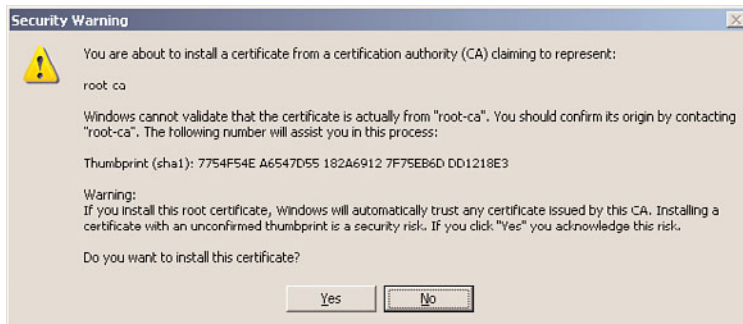 Security Warning
You are about to install a certificate from a certification authority (CA) claiming to represent:
root ca
Windows cannot validate that the certificate is actually from "root-ca". You should confirm its origin by contacting
"root-ca". The following number will assist you in this process:
Thumbprint (sha1): 7754F54E A6547D55 182A6912 7F75EB6D DD1218E3
Warning:
If you install this root certificate, Windows will automatically trust any certificate issued by this CA. Installing a
certificate with an unconfirmed thumbprint is a security risk. If you click "Yes" you acknowledge this risk.
Do you want to install this certificate?
Yes
No